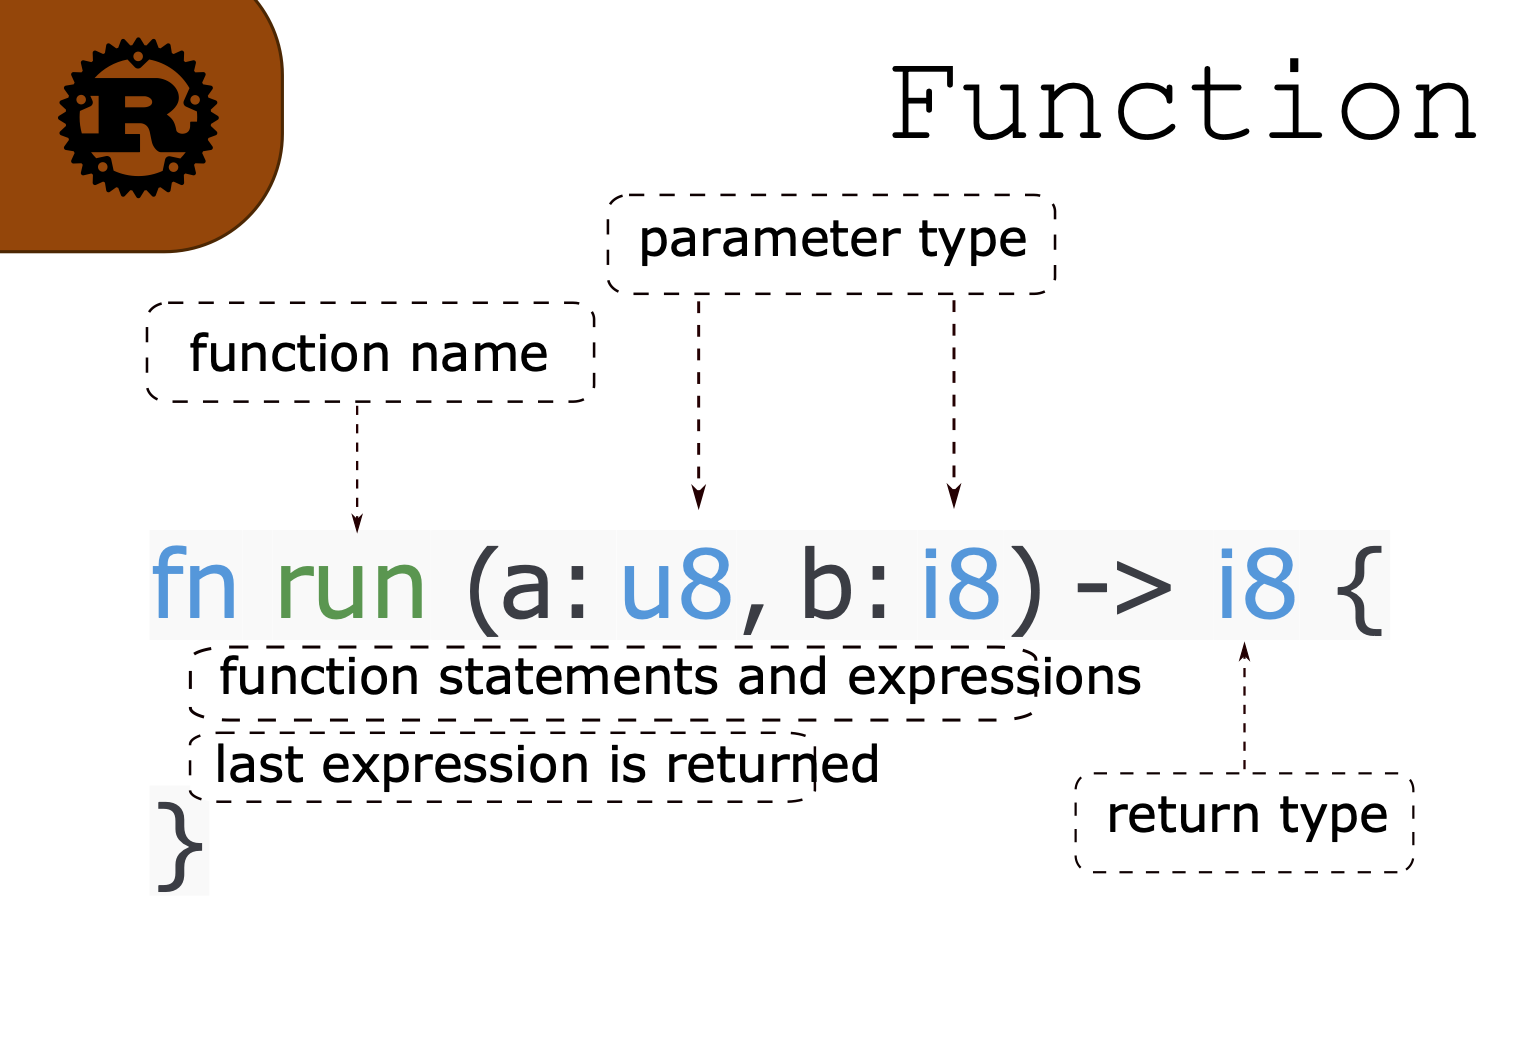 R
Function
parameter type
function name
fn run (a: u8, b: i8) -> i8 {
function statements and expressions
last expression is returned
}
return type